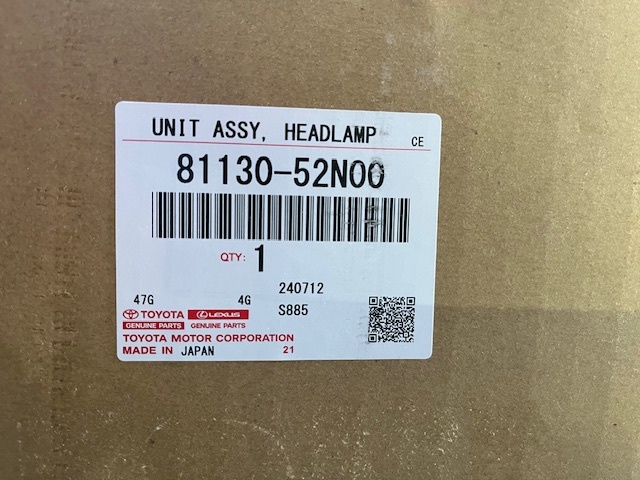 UNIT ASSY, HEADLAMP
CE
81130-52N00
QTY: 1
240712
47G 4G S885
TOYOTA LEXUS
GENUINE PARTS GENUINE PARTS
TOYOTA MOTOR CORPORATION
MADE IN JAPAN 21